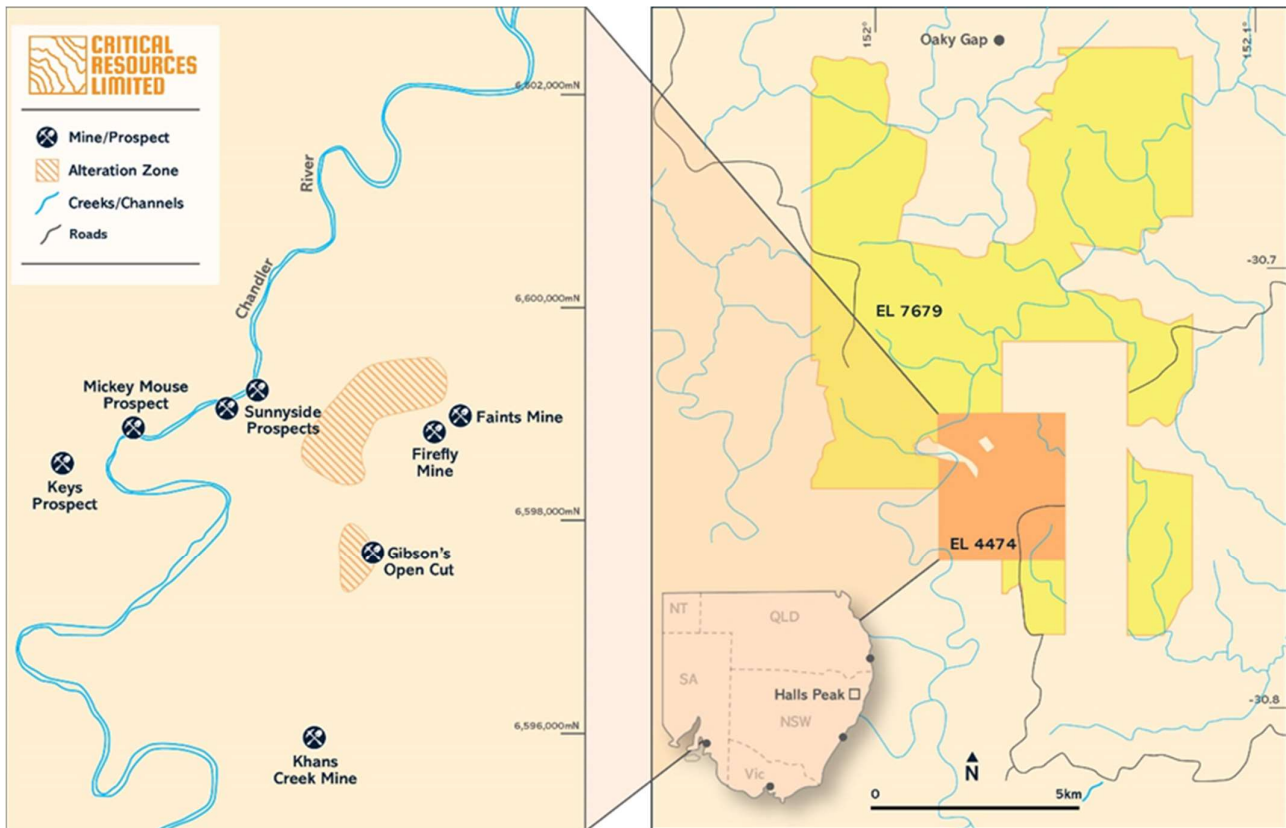 CRITICAL
RESOURCES
LIMITED
Mine/Prospect
Alteration Zone
Creeks/Channels
Roads
River
Chandler
6,602,000mN
6,600,000mN
6,598,000mN
6,596,000mN
Mickey Mouse
Prospect
Sunnyside
Prospects
Faints Mine
Firefly
Mine
Keys
Prospect
Gibson's
Open Cut
Khans
Creek Mine
152°
Oaky Gap
152.1°
-30.7
EL 7679
EL 4474
-30.8
NT
QLD
SA
Halls Peak
NSW
Vic
N
0
5km